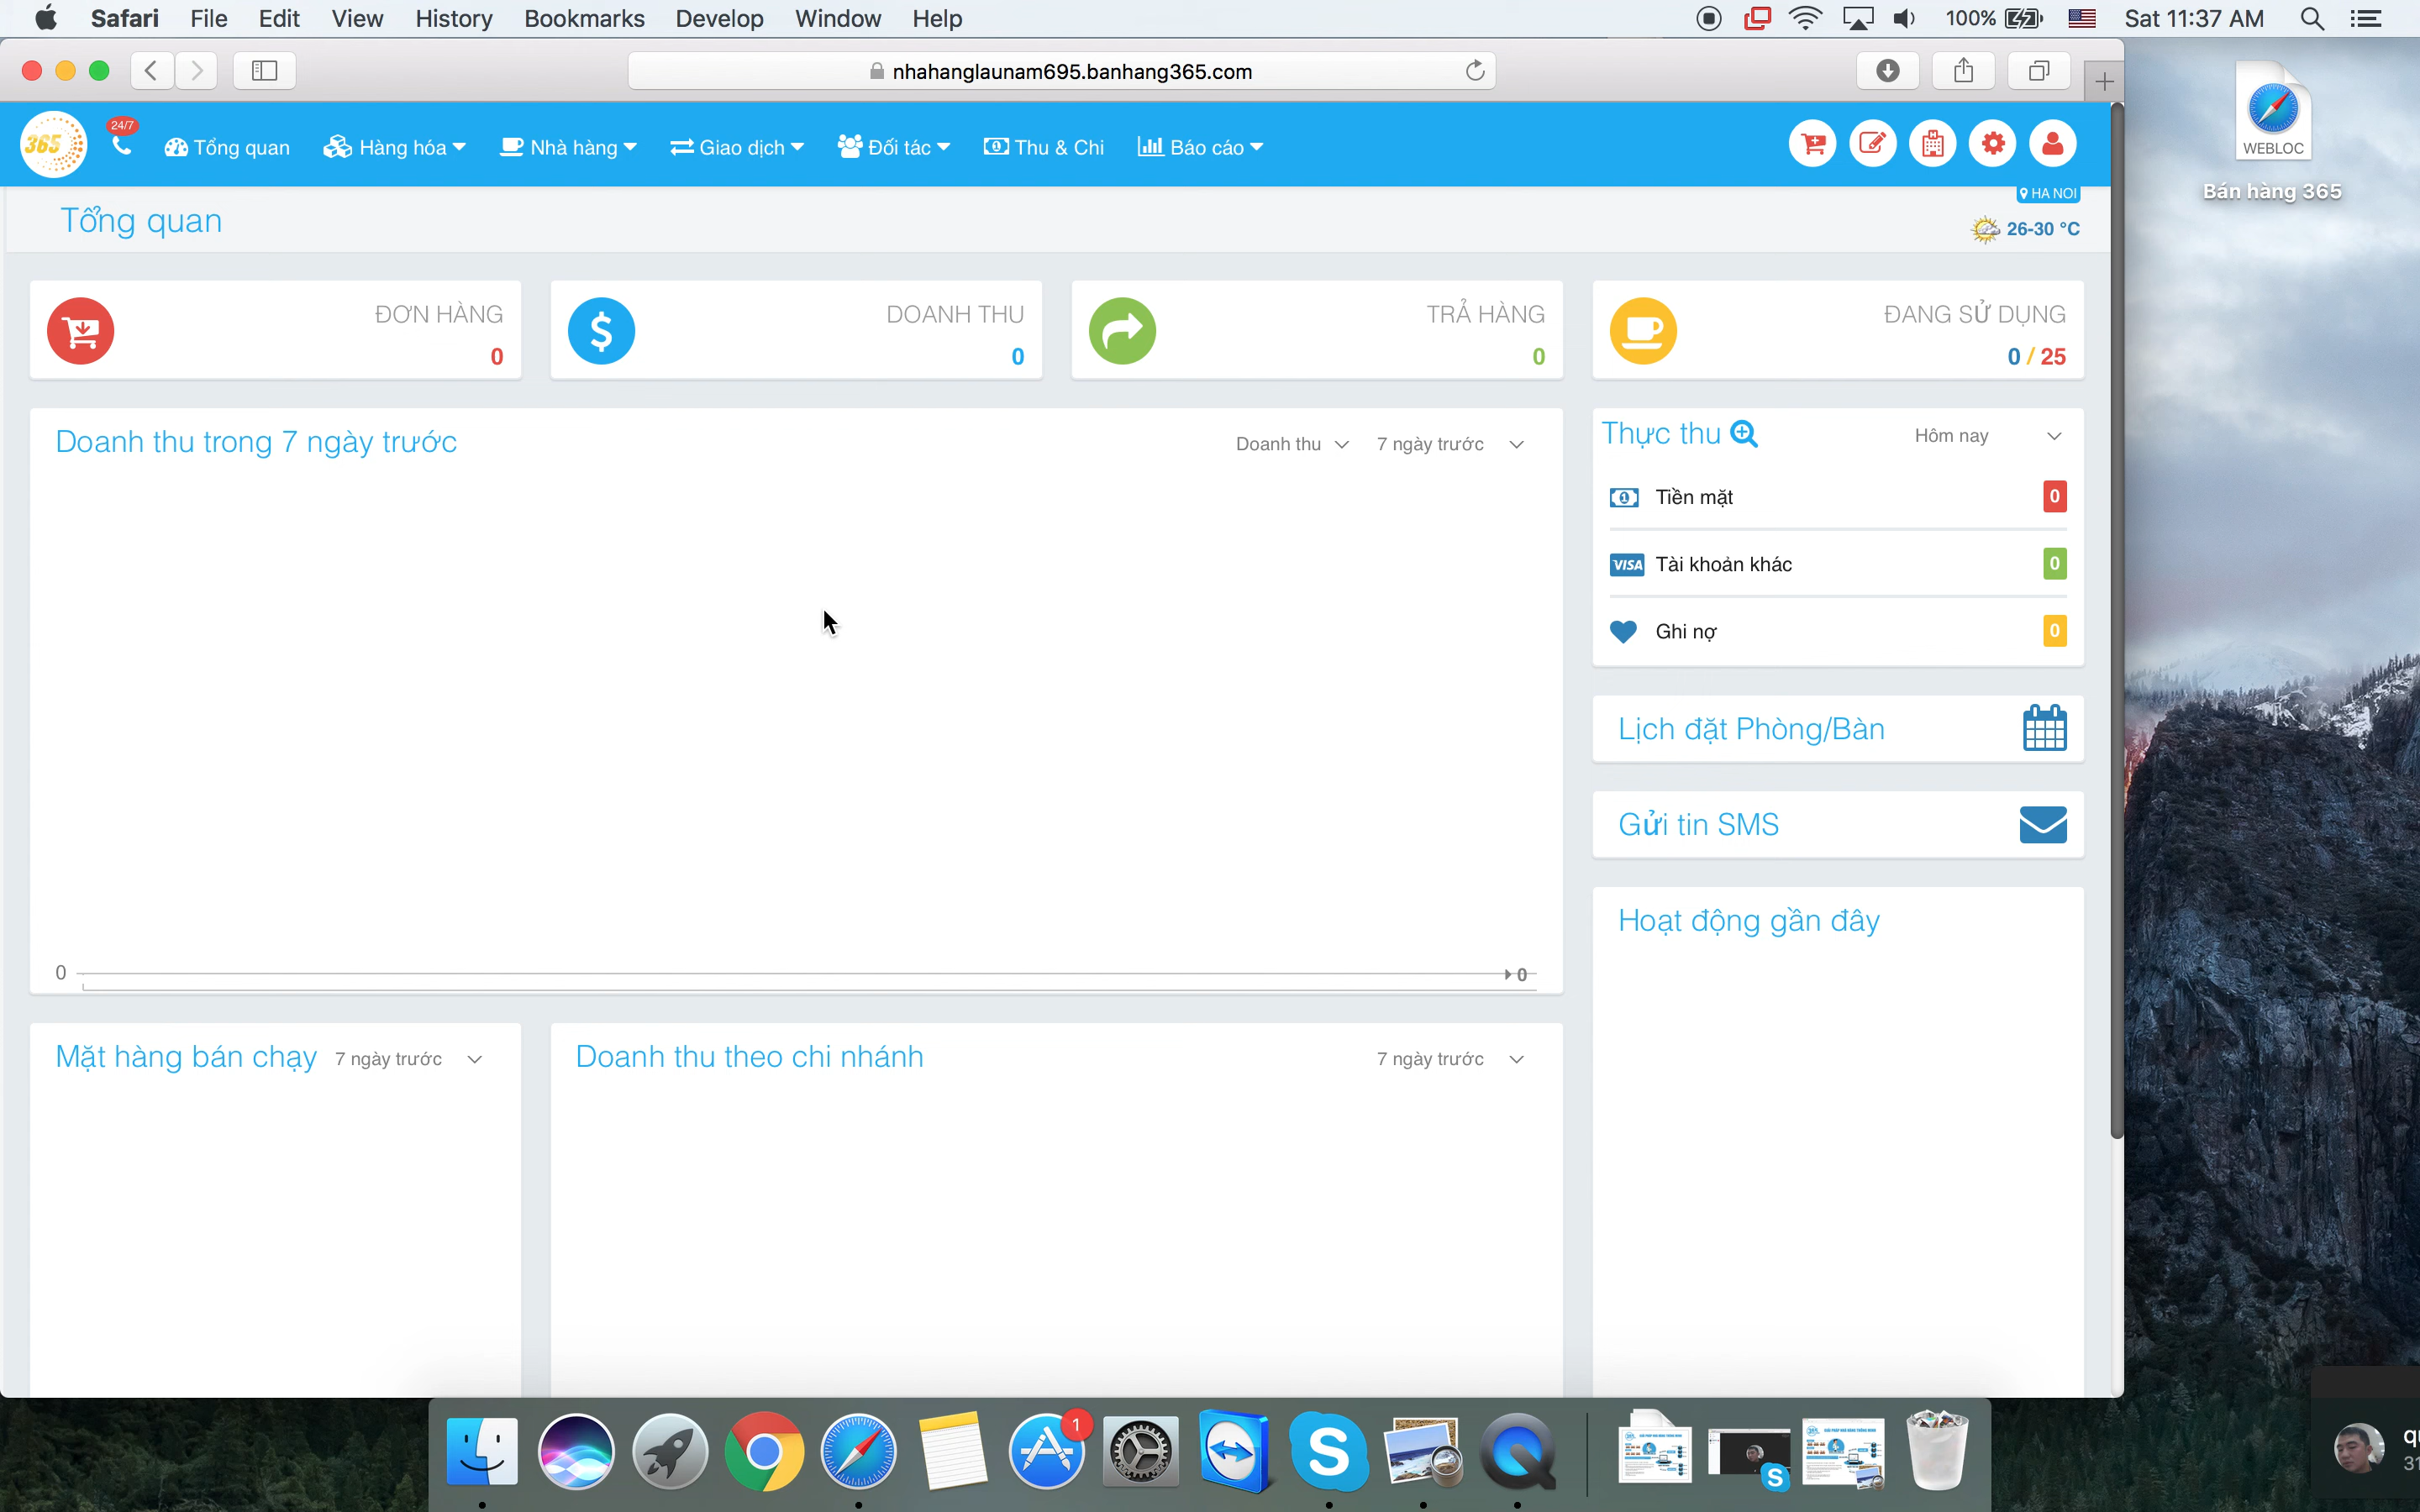 Safari File Edit View History Bookmarks Develop Window Help 100% Sat 11:37 AM
nhahanglaunam695.banhang365.com
WEBLOC
Bán hàng 365
365 24/7 Tổng quan Hàng hóa Nhà hàng Giao dịch Đối tác Thu & Chi Báo cáo
HA NOI
Tổng quan
26-30 °C
ĐƠN HÀNG
0
DOANH THU
0
TRẢ HÀNG
0
ĐANG SỬ DỤNG
0 / 25
Doanh thu trong 7 ngày trước
Doanh thu 7 ngày trước
0
0
Thực thu Hôm nay
Tiền mặt 0
VISA Tài khoản khác 0
Ghi nợ 0
Lịch đặt Phòng/Bàn
Gửi tin SMS
Hoạt động gần đây
Mặt hàng bán chạy 7 ngày trước
Doanh thu theo chi nhánh 7 ngày trước
1
S
S